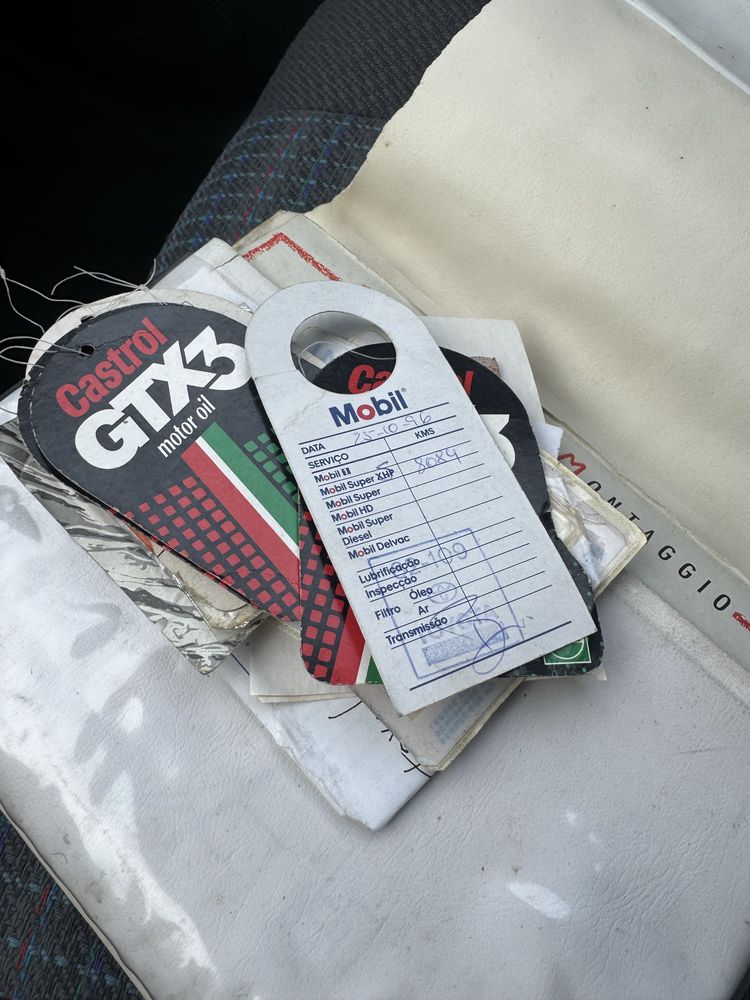 Castrol
GTX3
motor oil
Mobil®
DATA 25-10-96
SERVIÇO KMS
Mobil 1 8084
Mobil Super XHP
Mobil Super
Mobil HD
Mobil Super
Diesel
Mobil Delvac
Lubrificação
Inspecção
Filtro Óleo
Ar
Transmissão
MONTAGGIO